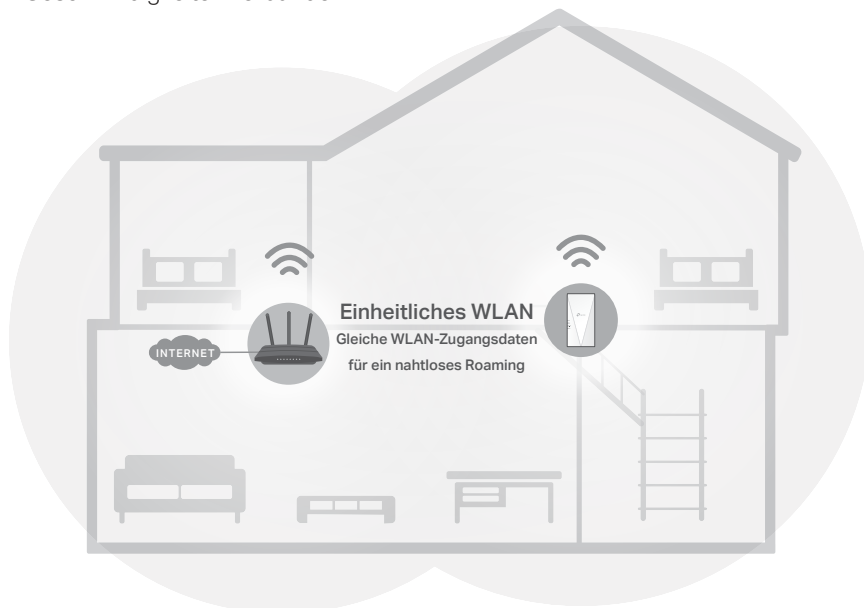 Einheitliches WLAN
Gleiche WLAN-Zugangsdaten
für ein nahtloses Roaming
INTERNET